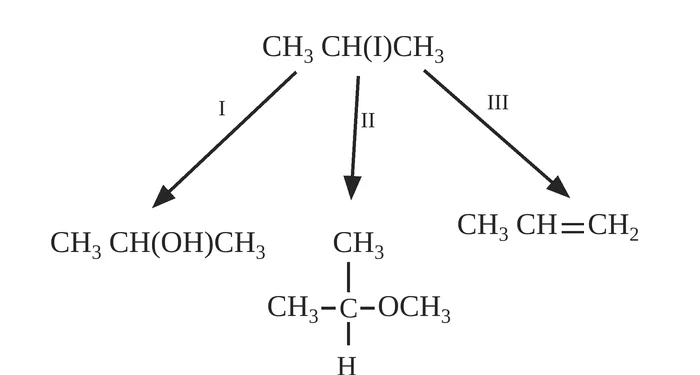 CH₃ CH(I)CH₃
I
II
III
CH₃ CH=CH₂
CH₃ CH(OH)CH₃
CH₃
CH₃–C–OCH₃
H